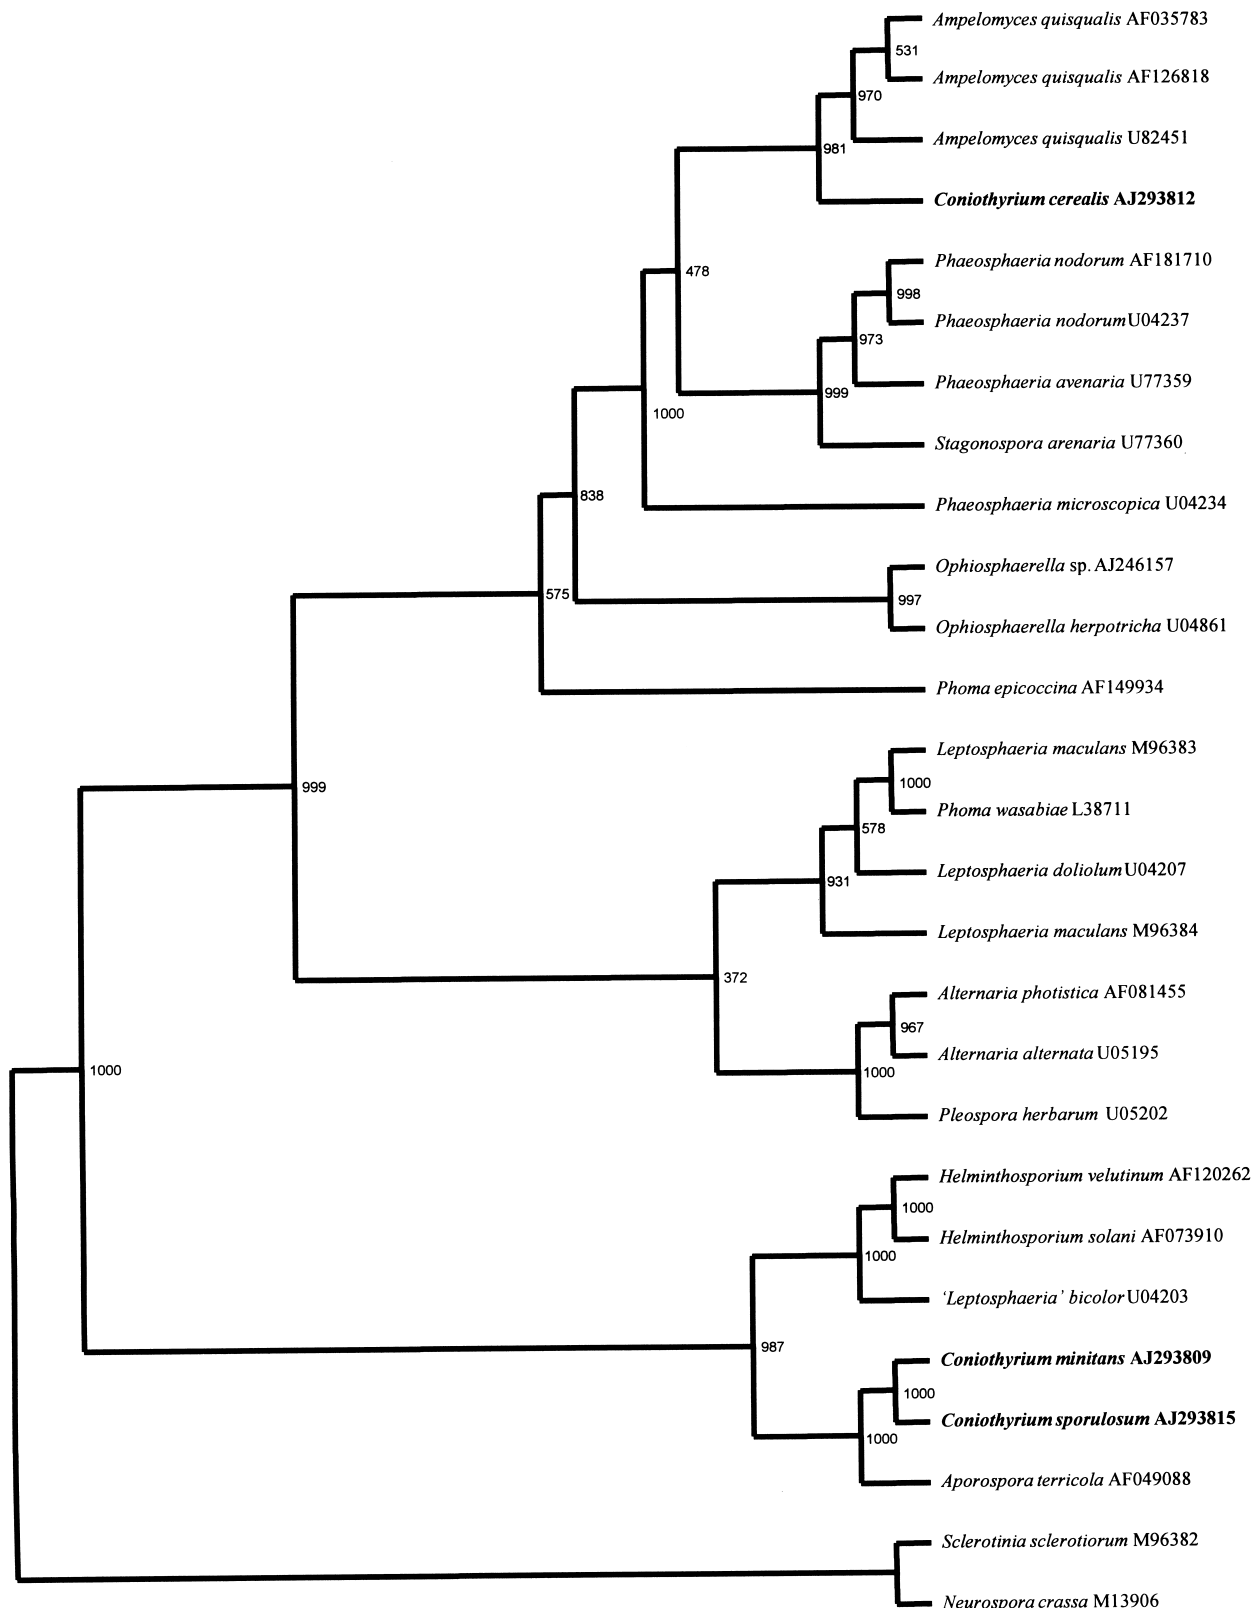 Ampelomyces quisqualis AF035783
531
Ampelomyces quisqualis AF126818
970
Ampelomyces quisqualis U82451
981
Coniothyrium cerealis AJ293812
Phaeosphaeria nodorum AF181710
478
998
Phaeosphaeria nodorum U04237
973
Phaeosphaeria avenaria U77359
999
1000
Stagonospora arenaria U77360
838
Phaeosphaeria microscopica U04234
Ophiosphaerella sp. AJ246157
575
997
Ophiosphaerella herpotricha U04861
Phoma epicoccina AF149934
Leptosphaeria maculans M96383
999
1000
Phoma wasabiae L38711
578
Leptosphaeria doliolum U04207
931
Leptosphaeria maculans M96384
372
Alternaria photistica AF081455
967
Alternaria alternata U05195
1000
1000
Pleospora herbarum U05202
Helminthosporium velutinum AF120262
1000
Helminthosporium solani AF073910
1000
‘Leptosphaeria’ bicolor U04203
987
Coniothyrium minitans AJ293809
1000
Coniothyrium sporulosum AJ293815
1000
Aporospora terricola AF049088
Sclerotinia sclerotiorum M96382
Neurospora crassa M13906